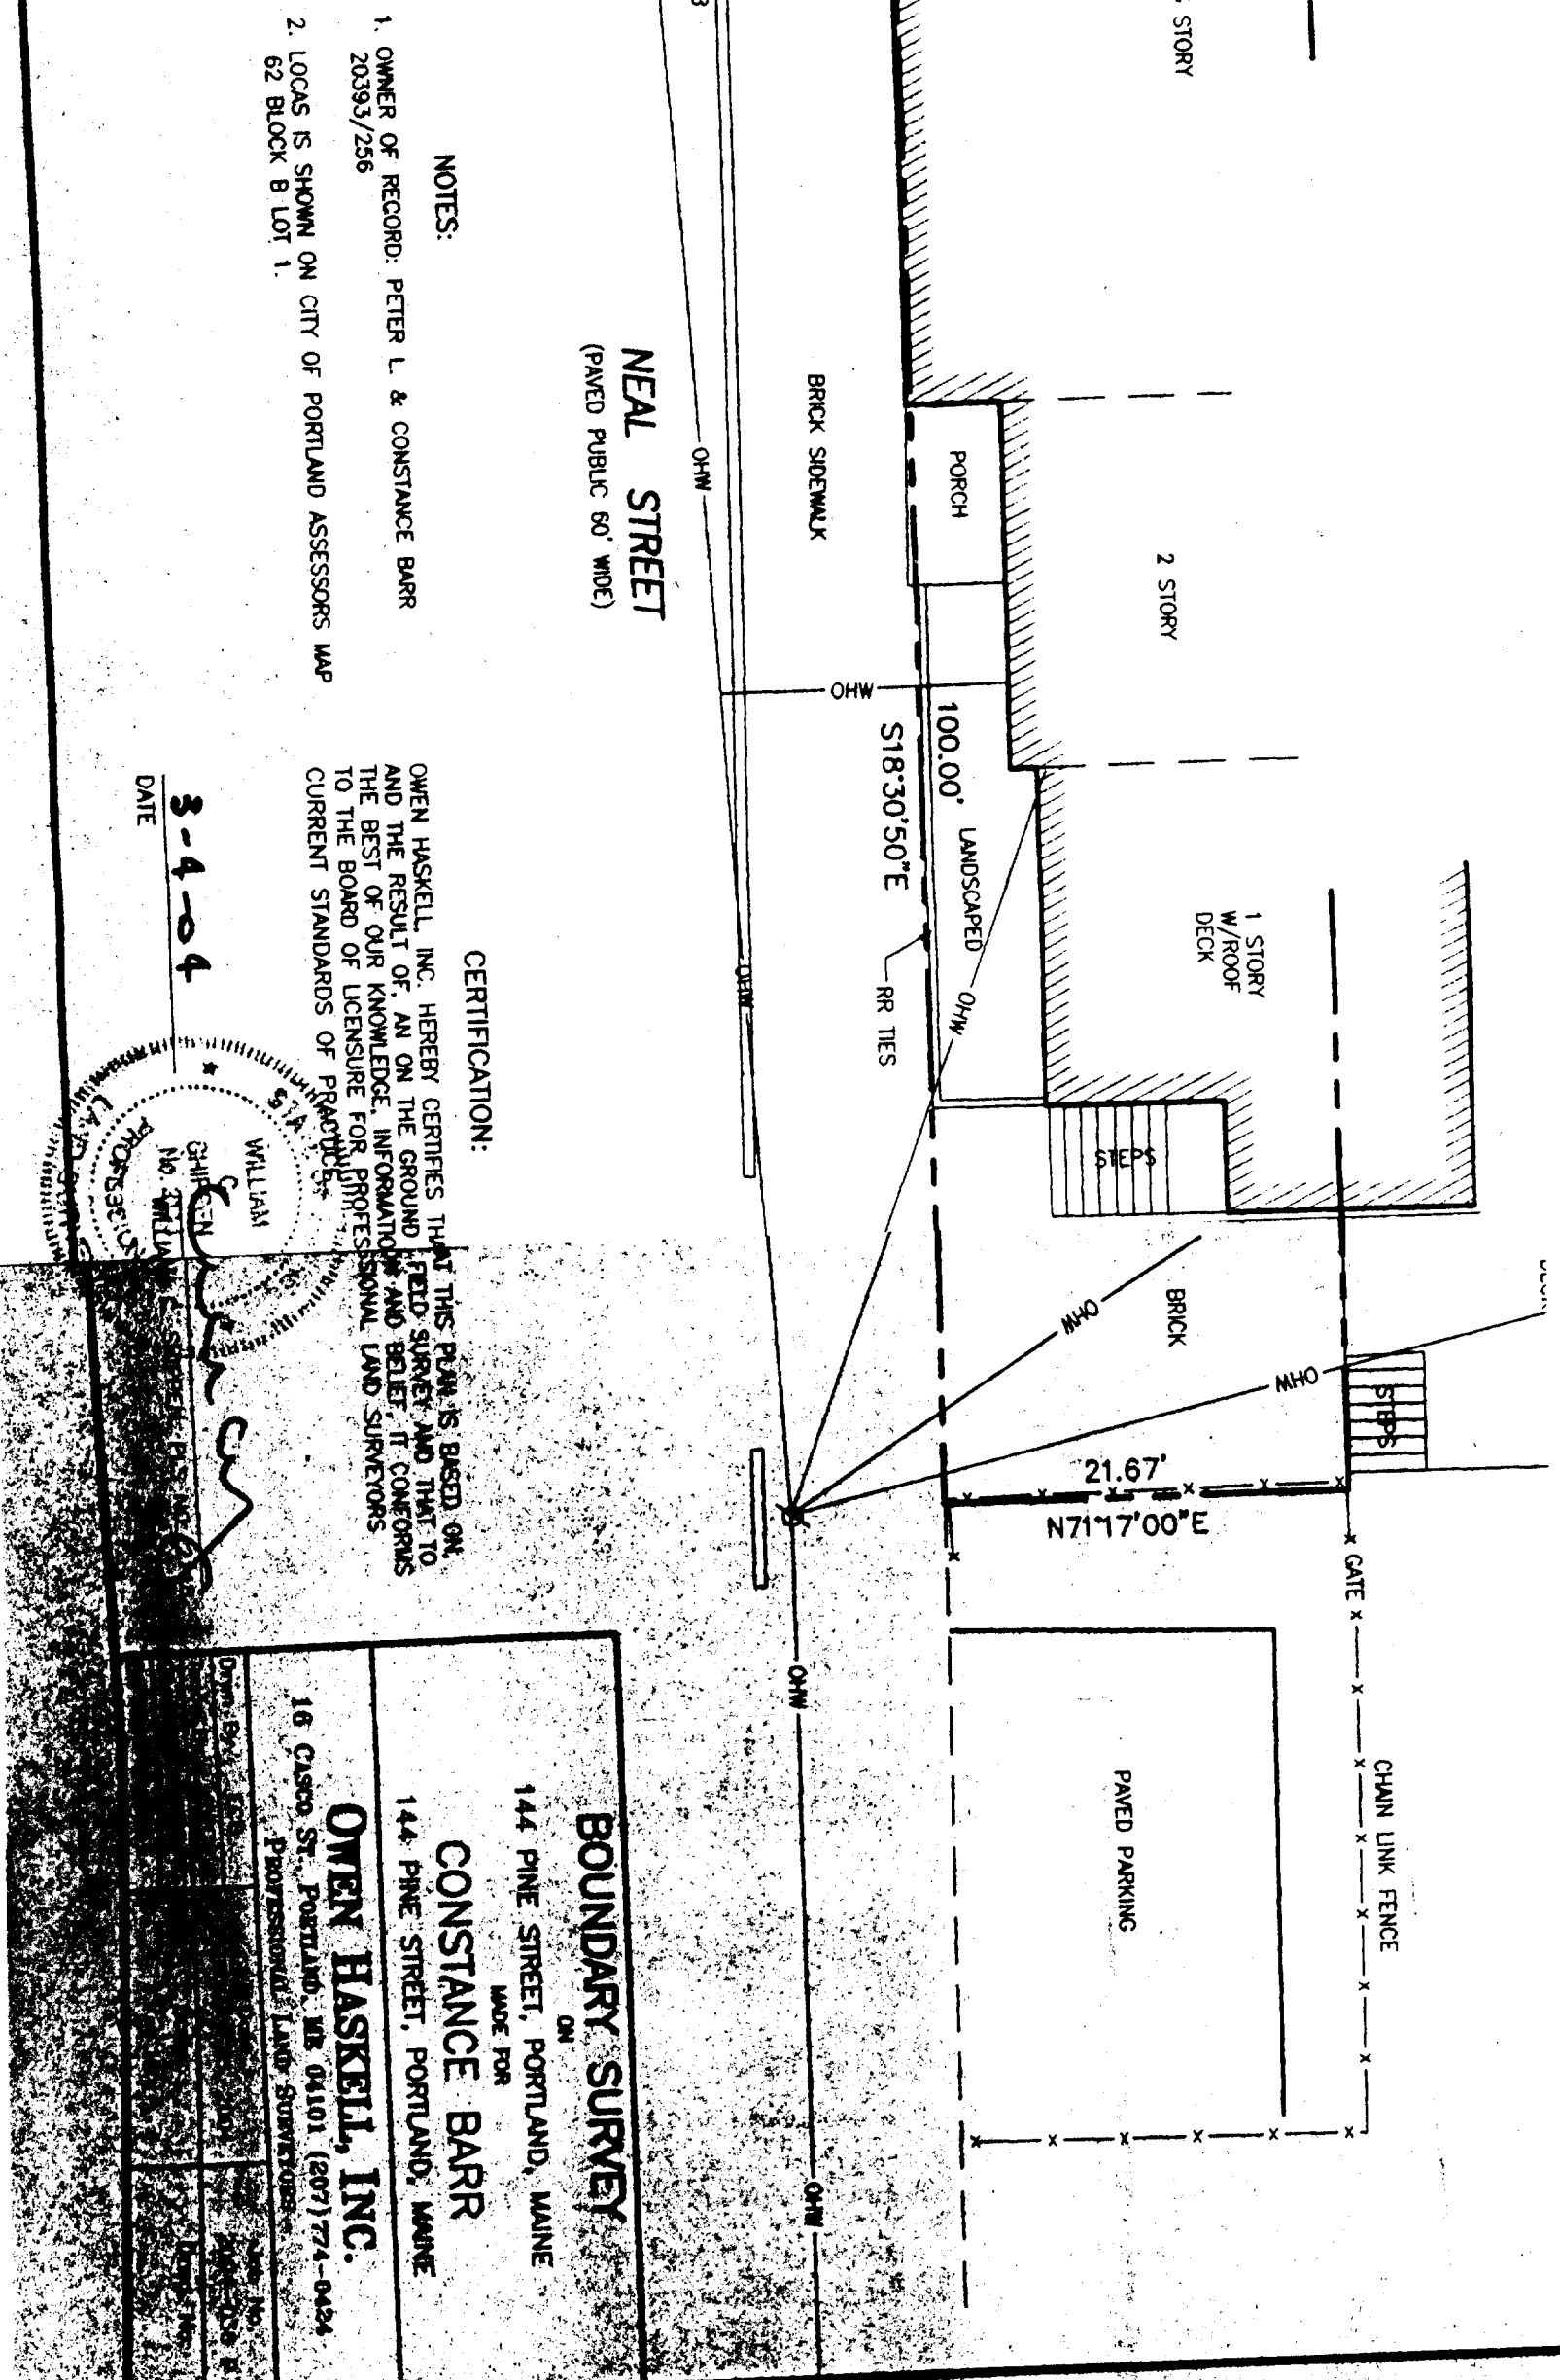 STORY
2 STORY
1 STORY
W/ROOF
DECK
PORCH
BRICK SIDEWALK
OHW
OHW
100.00'
S18°30'50"E
LANDSCAPED
OHW
RR TIES
OHW
STEPS
BRICK
OHW
OHW
STEPS
21.67'
N71°17'00"E
GATE
CHAIN LINK FENCE
PAVED PARKING
OHW
OHW
NEAL STREET
(PAVED PUBLIC 60' WIDE)
NOTES:
1. OWNER OF RECORD: PETER L. & CONSTANCE BARR
20393/256
2. LOCAS IS SHOWN ON CITY OF PORTLAND ASSESSORS MAP
62 BLOCK B LOT 1.
CERTIFICATION:
OWEN HASKELL, INC. HEREBY CERTIFIES THAT THIS PLAN IS BASED ON,
AND THE RESULT OF, AN ON THE GROUND FIELD SURVEY AND THAT TO
THE BEST OF OUR KNOWLEDGE, INFORMATION AND BELIEF, IT CONFORMS
TO THE BOARD OF LICENSURE FOR PROFESSIONAL LAND SURVEYORS
CURRENT STANDARDS OF PRACTICE.
3-4-04
DATE
WILLIAM
C.
No.
BOUNDARY SURVEY
ON
144 PINE STREET, PORTLAND, MAINE
MADE FOR
CONSTANCE BARR
144 PINE STREET, PORTLAND, MAINE
OWEN HASKELL, INC.
16 CASCO ST., PORTLAND, ME 04101 (207)774-0424
PROFESSIONAL LAND SURVEYORS
Drwn By
Job No.